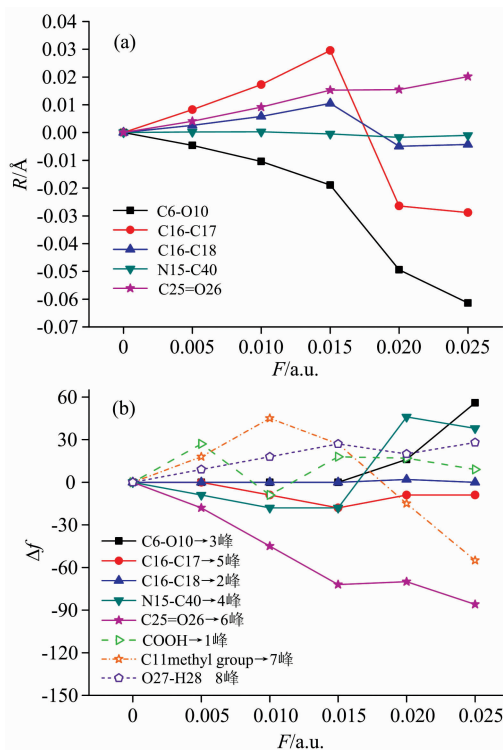 (a)
0.04
0.03
0.02
0.01
0.00
-0.01
-0.02
-0.03
-0.04
-0.05
-0.06
-0.07
R/Å
C6-O10
C16-C17
C16-C18
N15-C40
C25=O26
0 0.005 0.010 0.015 0.020 0.025
F/a.u.
(b)
60
30
0
-30
-60
-90
-120
-150
Δf
C6-O10→3峰
C16-C17→5峰
C16-C18→2峰
N15-C40→4峰
C25=O26→6峰
COOH→1峰
C11methyl group→7峰
O27-H28 8峰
0 0.005 0.010 0.015 0.020 0.025
F/a.u.